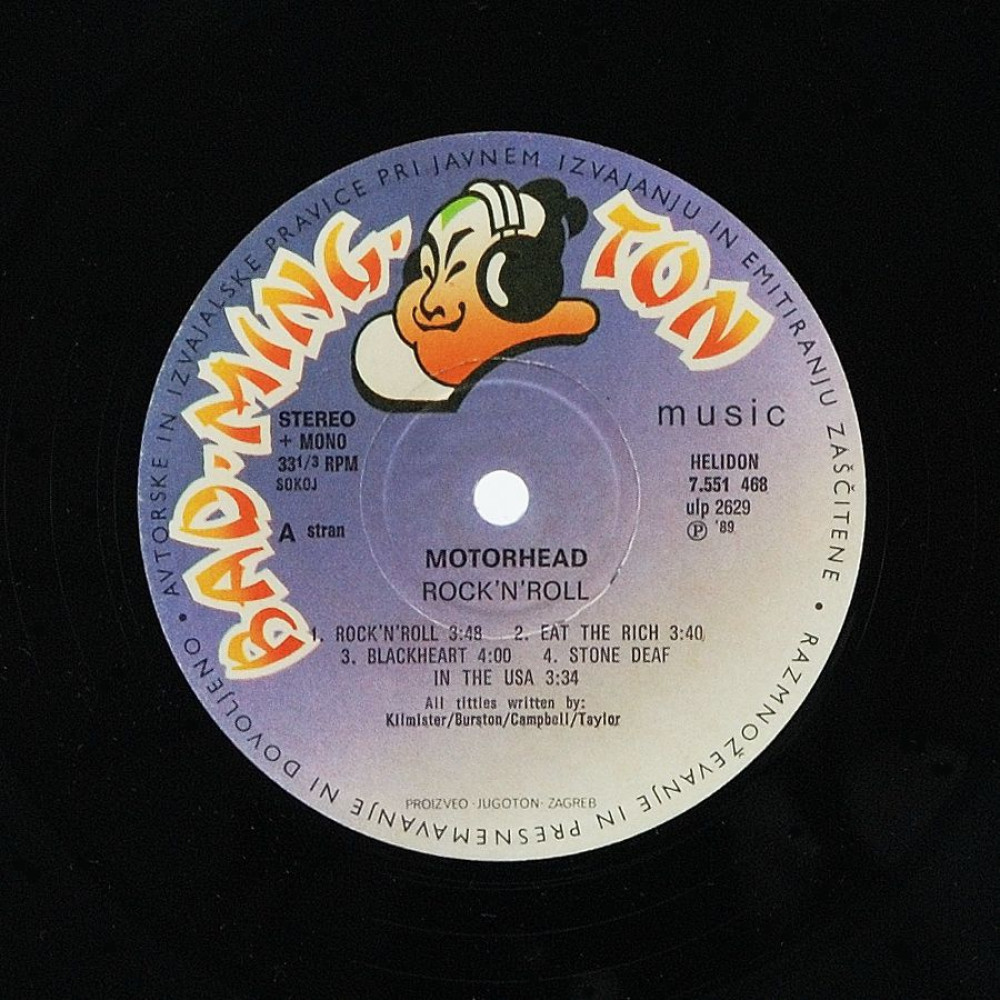 AVTORSKE IN IZVAJALSKE PRAVICE PRI JAVNEM IZVAJANJU IN EMITIRANJU ZAŠČITENE • RAZMNOŽEVANJE IN PRESNEMAVANJE NI DOVOLJENO •
BAD·MING·TON
music
STEREO
+ MONO
33 1/3 RPM
SOKOJ
A stran
HELIDON
7.551 468
ulp 2629
Ⓟ '89
MOTORHEAD
ROCK'N'ROLL
1. ROCK'N'ROLL 3:48 2. EAT THE RICH 3:40
3. BLACKHEART 4:00 4. STONE DEAF
IN THE USA 3:34
All tittles written by:
Kilmister/Burston/Campbell/Taylor
PROIZVEO · JUGOTON · ZAGREB